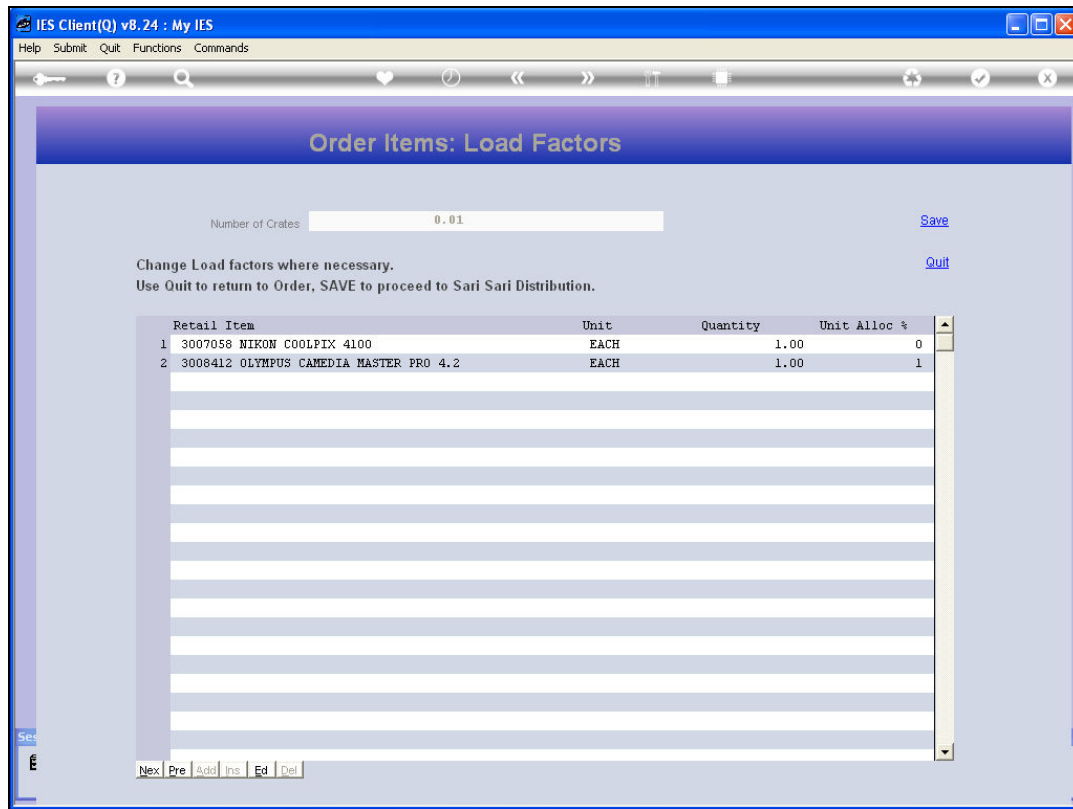 IES Client(Q) v8.24 : My IES
Help Submit Quit Functions Commands
Order Items: Load Factors
Number of Crates 0.01 Save
Change Load factors where necessary. Quit
Use Quit to return to Order, SAVE to proceed to Sari Sari Distribution.
Retail Item Unit Quantity Unit Alloc %
1 3007058 NIKON COOLPIX 4100 EACH 1.00 0
2 3008412 OLYMPUS CAMEDIA MASTER PRO 4.2 EACH 1.00 1
Ses
Nex Pre Add Ins Ed Del